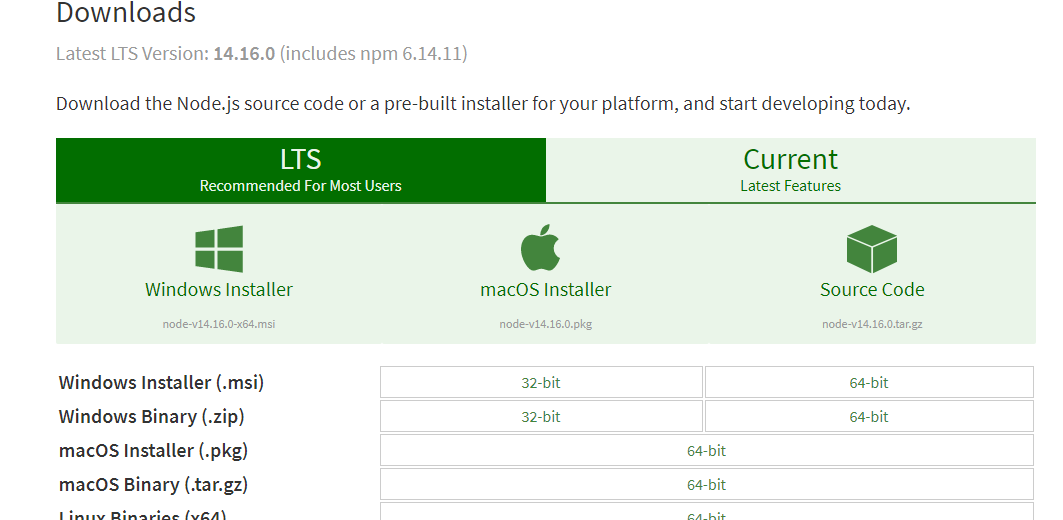 Downloads
Latest LTS Version: 14.16.0 (includes npm 6.14.11)
Download the Node.js source code or a pre-built installer for your platform, and start developing today.
LTS
Recommended For Most Users
Current
Latest Features
Windows Installer
node-v14.16.0-x64.msi
macOS Installer
node-v14.16.0.pkg
Source Code
node-v14.16.0.tar.gz
Windows Installer (.msi) 32-bit 64-bit
Windows Binary (.zip) 32-bit 64-bit
macOS Installer (.pkg) 64-bit
macOS Binary (.tar.gz) 64-bit
Linux Binaries (x64) 64-bit